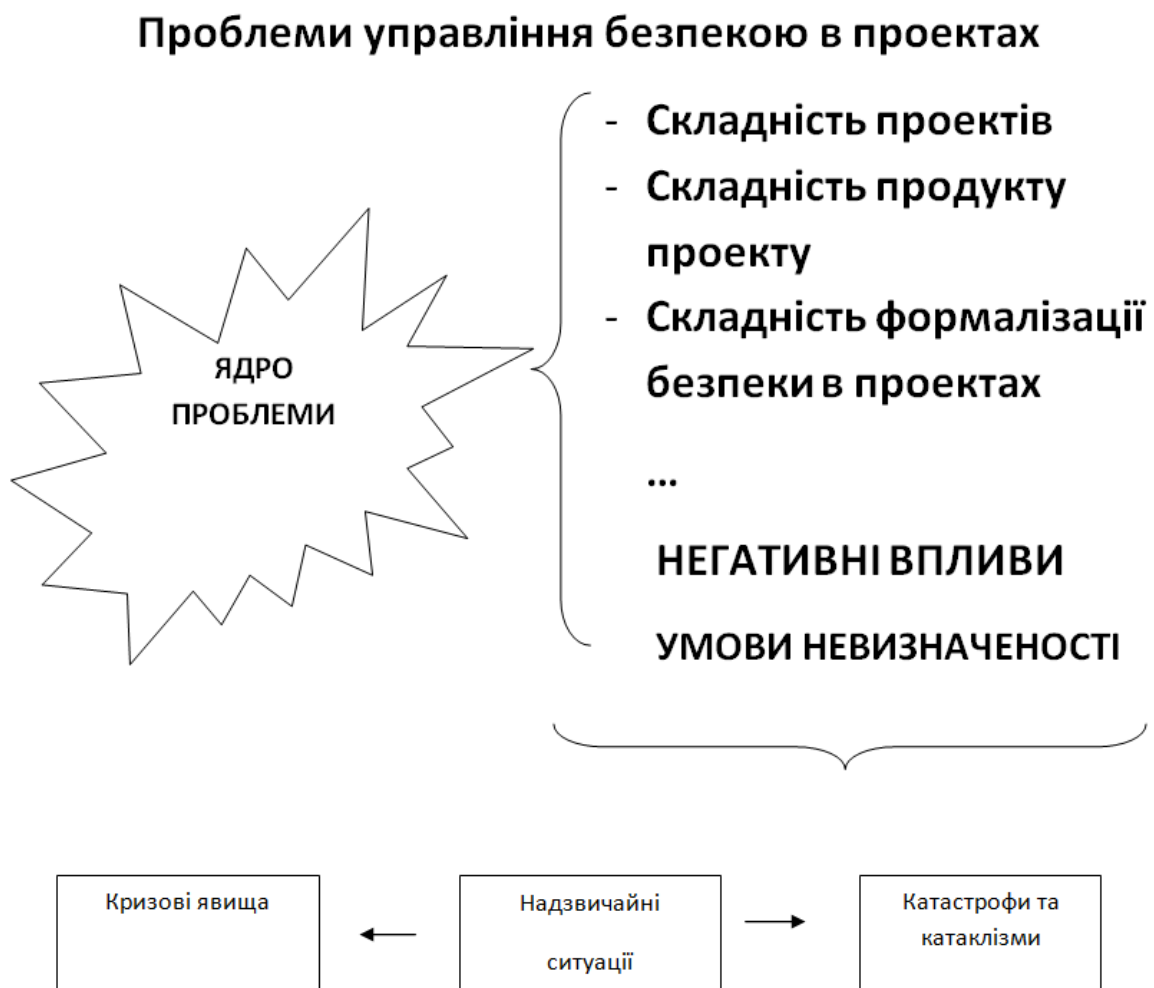 Проблеми управління безпекою в проектах
- Складність проектів
- Складність продукту
проекту
- Складність формалізації
безпеки в проектах
...
НЕГАТИВНІ ВПЛИВИ
УМОВИ НЕВИЗНАЧЕНОСТІ
ЯДРО
ПРОБЛЕМИ
Кризові явища
Надзвичайні
ситуації
Катастрофи та
катаклізми